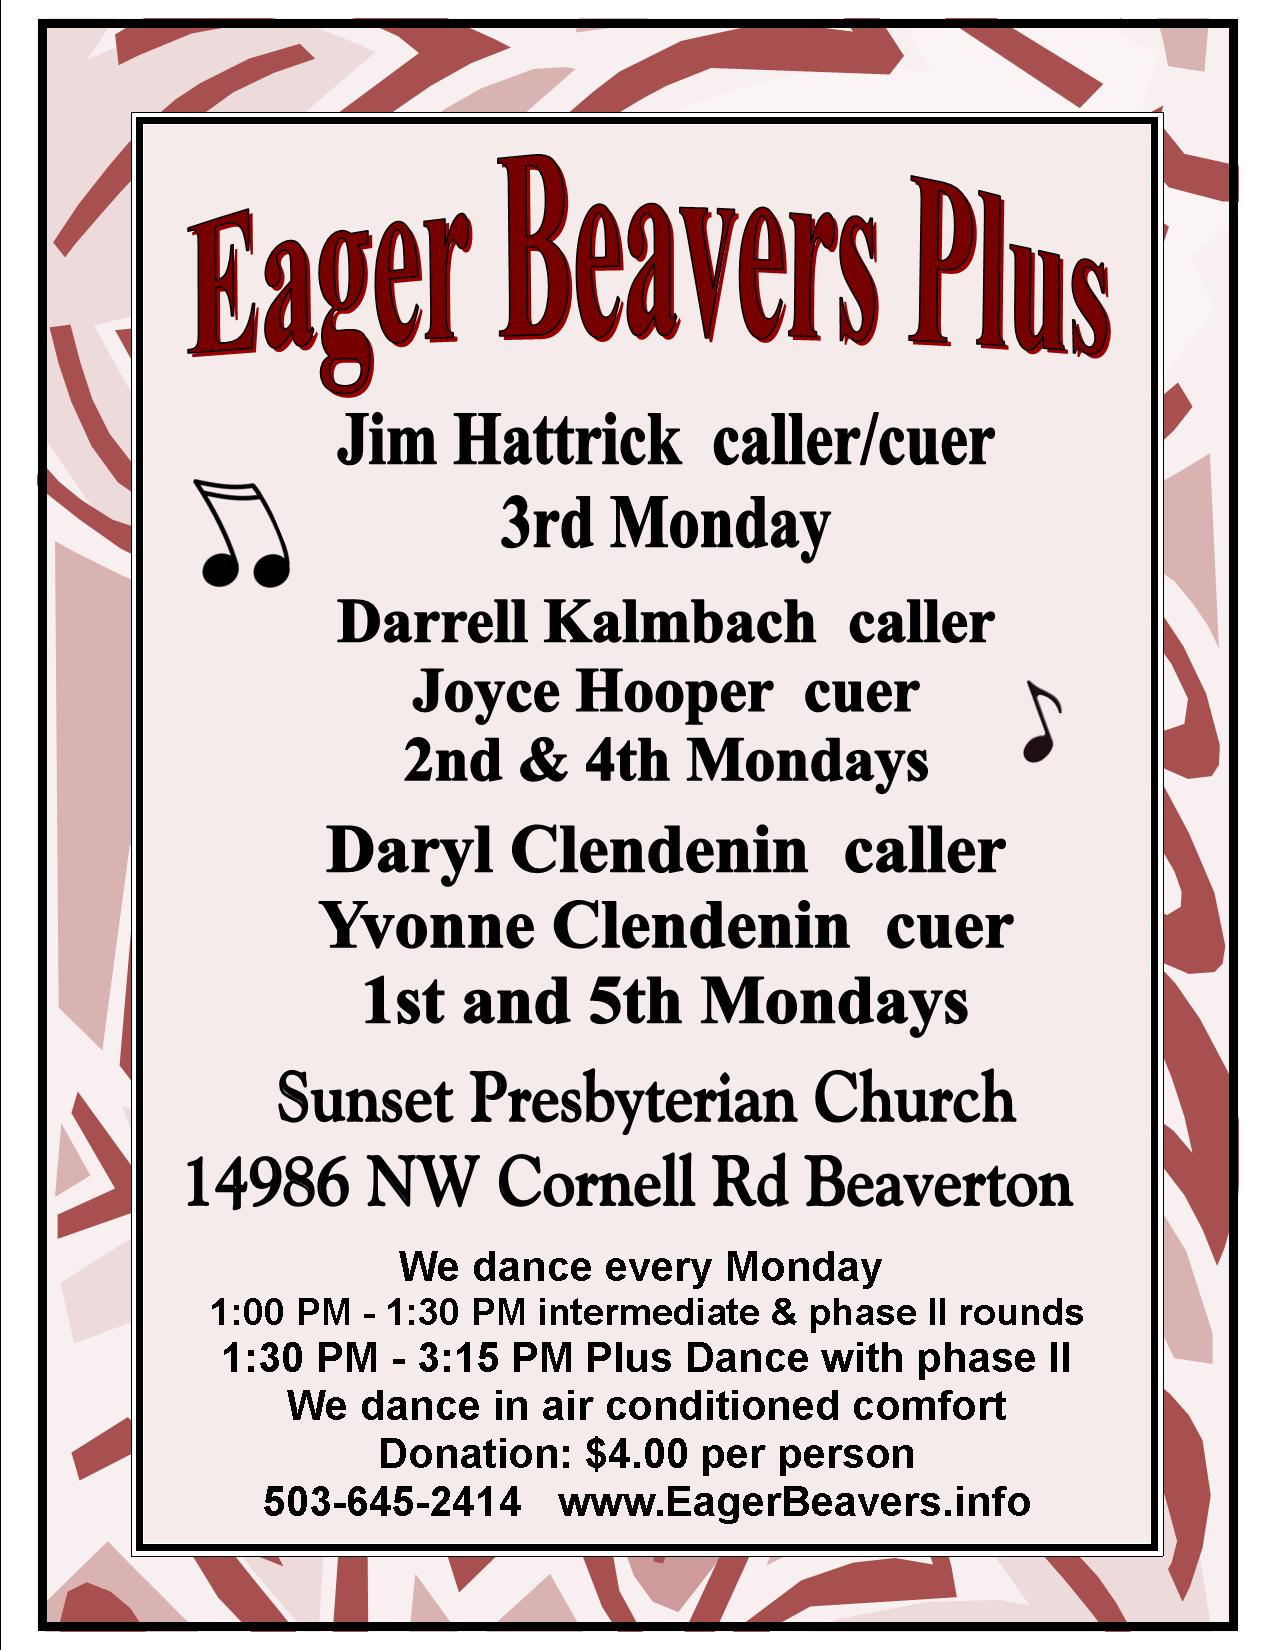 Eager Beavers Plus
Jim Hattrick caller/cuer
3rd Monday
Darrell Kalmbach caller
Joyce Hooper cuer
2nd & 4th Mondays
Daryl Clendenin caller
Yvonne Clendenin cuer
1st and 5th Mondays
Sunset Presbyterian Church
14986 NW Cornell Rd Beaverton
We dance every Monday
1:00 PM - 1:30 PM intermediate & phase II rounds
1:30 PM - 3:15 PM Plus Dance with phase II
We dance in air conditioned comfort
Donation: $4.00 per person
503-645-2414 www.EagerBeavers.info